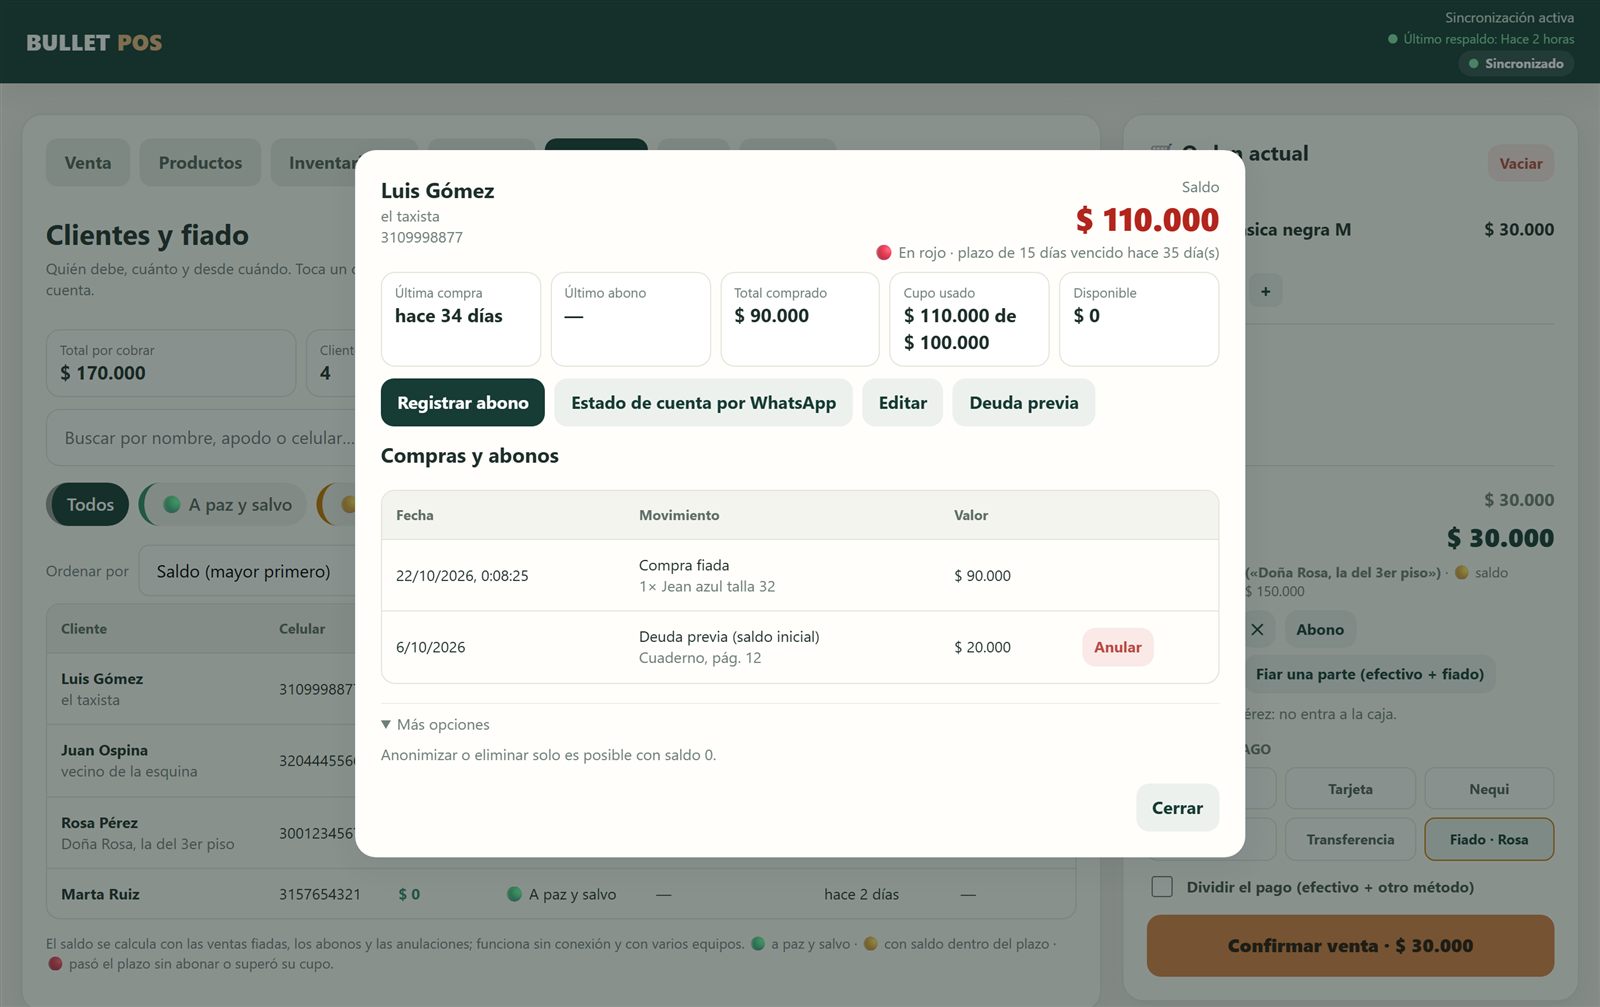 BULLET POS
Sincronización activa
Último respaldo: Hace 2 horas
Sincronizado
Venta
Productos
Clientes y fiado
Quién debe, cuánto y desde cuándo. Toca un
cuenta.
Total por cobrar
$ 170.000
4
Buscar por nombre, apodo o celular...
Todos
A paz y salvo
Ordenar por
Saldo (mayor primero)
Cliente
Celular
Luis Gómez
el taxista
Juan Ospina
vecino de la esquina
Rosa Pérez
Doña Rosa, la del 3er piso
Marta Ruiz
3157654321
$ 0
A paz y salvo
—
hace 2 días
—
El saldo se calcula con las ventas fiadas, los abonos y las anulaciones; funciona sin conexión y con varios equipos. a paz y salvo · con saldo dentro del plazo ·
pasó el plazo sin abonar o superó su cupo.
Luis Gómez
el taxista
3109998877
Saldo
$ 110.000
En rojo · plazo de 15 días vencido hace 35 día(s)
Última compra
hace 34 días
Último abono
—
Total comprado
$ 90.000
Cupo usado
$ 110.000 de
$ 100.000
Disponible
$ 0
Registrar abono
Estado de cuenta por WhatsApp
Editar
Deuda previa
Compras y abonos
Fecha
Movimiento
Valor
22/10/2026, 0:08:25
Compra fiada
1× Jean azul talla 32
$ 90.000
6/10/2026
Deuda previa (saldo inicial)
Cuaderno, pág. 12
$ 20.000
Anular
▼ Más opciones
Anonimizar o eliminar solo es posible con saldo 0.
Cerrar
actual
Vaciar
negra M
$ 30.000
+
$ 30.000
$ 30.000
(«Doña Rosa, la del 3er piso») · saldo
$ 150.000
✕
Abono
Fiar una parte (efectivo + fiado)
no entra a la caja.
Tarjeta
Nequi
Transferencia
Fiado · Rosa
Dividir el pago (efectivo + otro método)
Confirmar venta · $ 30.000